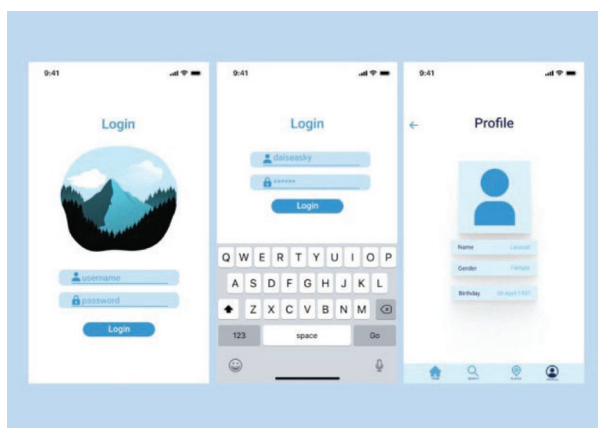 9:41
Login
username
password
Login
9:41
Login
daiseasky
••••••
Login
Q W E R T Y U I O P
A S D F G H J K L
Z X C V B N M
123 space Go
9:41
Profile
Name
Gender Female
Birthday